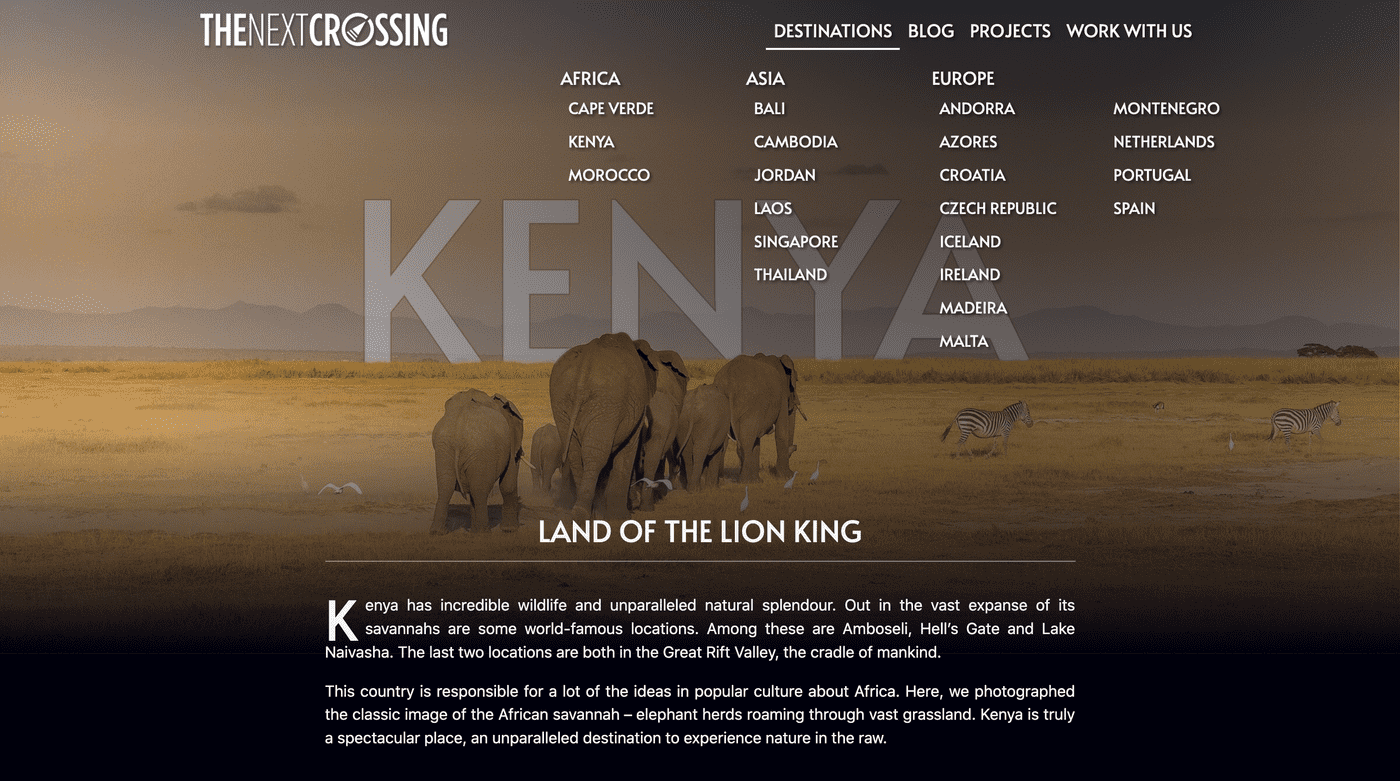 THENEXTCROSSING
DESTINATIONS BLOG PROJECTS WORK WITH US
AFRICA
CAPE VERDE
KENYA
MOROCCO
ASIA
BALI
CAMBODIA
JORDAN
LAOS
SINGAPORE
THAILAND
EUROPE
ANDORRA
AZORES
CROATIA
CZECH REPUBLIC
ICELAND
IRELAND
MADEIRA
MALTA
MONTENEGRO
NETHERLANDS
PORTUGAL
SPAIN
KENYA
LAND OF THE LION KING
Kenya has incredible wildlife and unparalleled natural splendour. Out in the vast expanse of its
savannahs are some world-famous locations. Among these are Amboseli, Hell’s Gate and Lake
Naivasha. The last two locations are both in the Great Rift Valley, the cradle of mankind.
This country is responsible for a lot of the ideas in popular culture about Africa. Here, we photographed
the classic image of the African savannah – elephant herds roaming through vast grassland. Kenya is truly
a spectacular place, an unparalleled destination to experience nature in the raw.